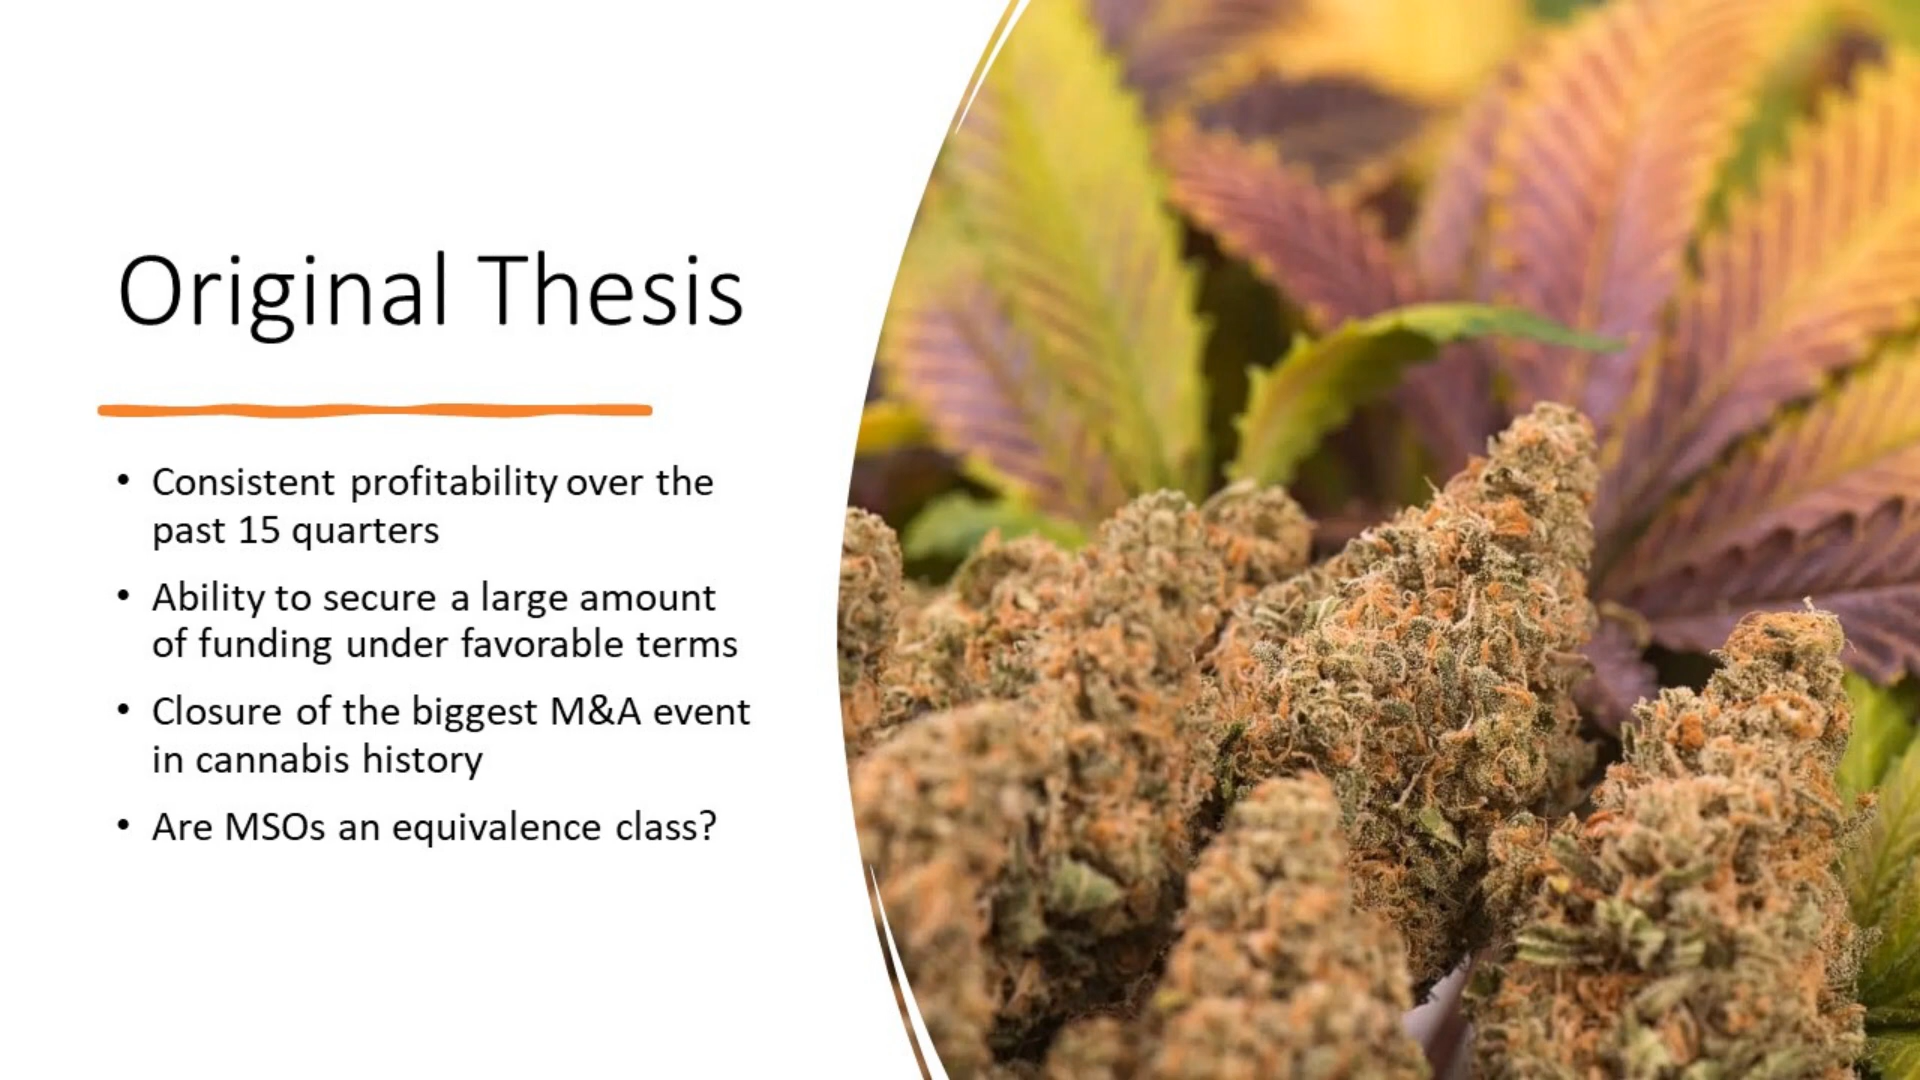 Original Thesis
• Consistent profitability over the
past 15 quarters
• Ability to secure a large amount
of funding under favorable terms
• Closure of the biggest M&A event
in cannabis history
• Are MSOs an equivalence class?